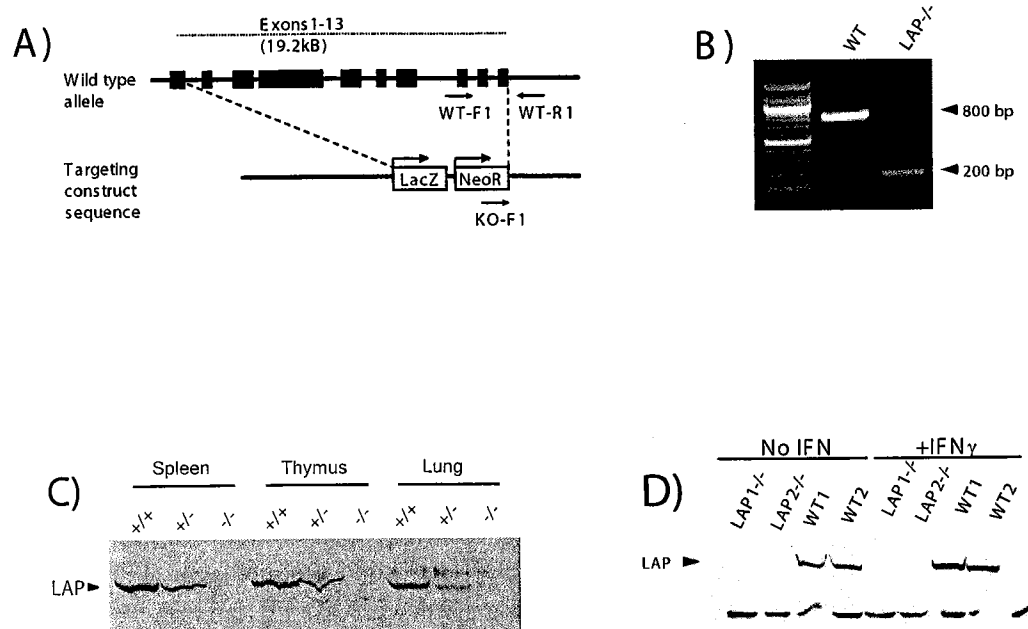 A)
Exons1-13
(19.2kB)
Wild type
allele
WT-F1
WT-R1
Targeting
construct
sequence
LacZ
NeoR
KO-F1
B)
WT
LAP-/-
800 bp
200 bp
C)
Spleen
Thymus
Lung
+/+
+/-
-/-
+/+
+/-
-/-
+/+
+/-
-/-
LAP
D)
No IFN
+IFNγ
LAP1-/-
LAP2-/-
WT1
WT2
LAP1-/-
LAP2-/-
WT1
WT2
LAP